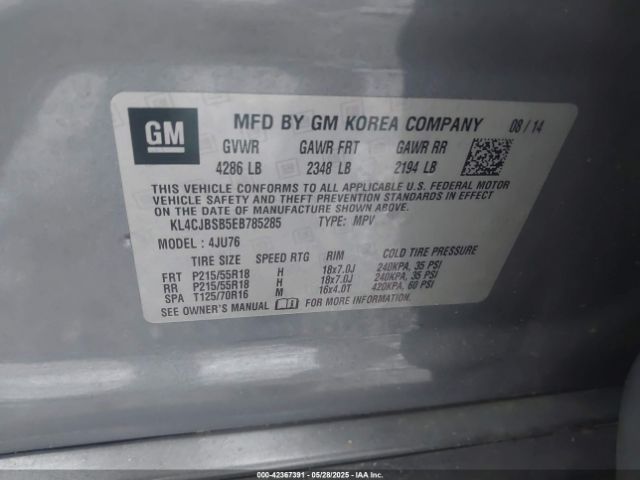 GM
MFD BY GM KOREA COMPANY 08/14
GVWR GAWR FRT GAWR RR
4286 LB 2348 LB 2194 LB
THIS VEHICLE CONFORMS TO ALL APPLICABLE U.S. FEDERAL MOTOR
VEHICLE SAFETY AND THEFT PREVENTION STANDARDS IN EFFECT
ON THE DATE OF MANUFACTURE SHOWN ABOVE.
KL4CJBSB5EB785285 TYPE: MPV
MODEL: 4JU76
TIRE SIZE SPEED RTG RIM COLD TIRE PRESSURE
FRT P215/55R18 H 18x7.0J 240KPA, 35 PSI
RR P215/55R18 H 18x7.0J 240KPA, 35 PSI
SPA T125/70R16 M 16x4.0T 420KPA, 60 PSI
SEE OWNER'S MANUAL FOR MORE INFORMATION.
000-42367391 - 05/28/2025 - IAAI.COM